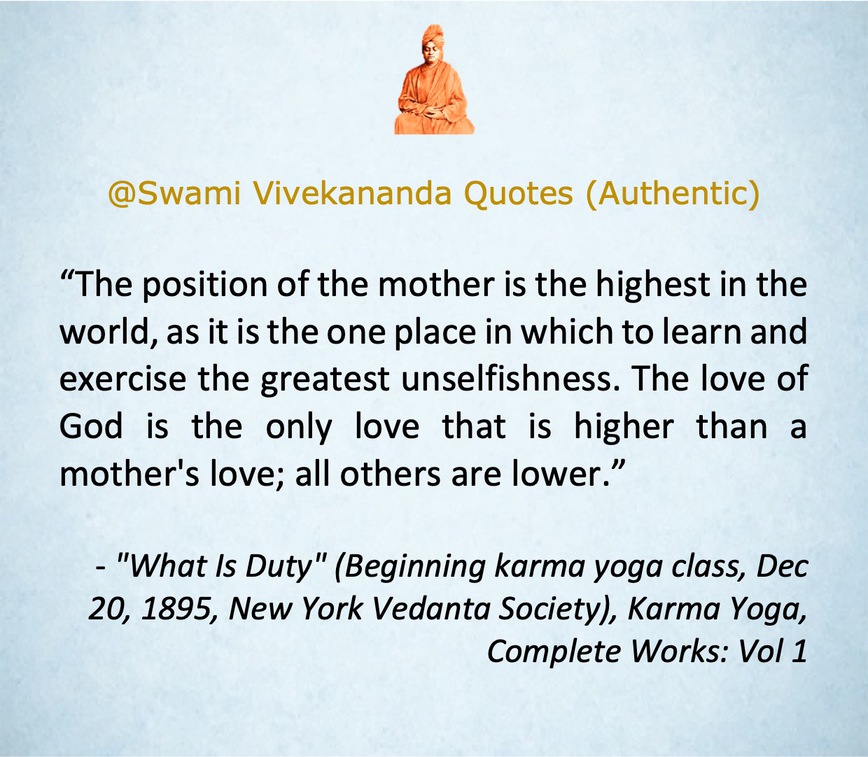 @Swami Vivekananda Quotes (Authentic)
“The position of the mother is the highest in the
world, as it is the one place in which to learn and
exercise the greatest unselfishness. The love of
God is the only love that is higher than a
mother's love; all others are lower.”
- "What Is Duty" (Beginning karma yoga class, Dec
20, 1895, New York Vedanta Society), Karma Yoga,
Complete Works: Vol 1